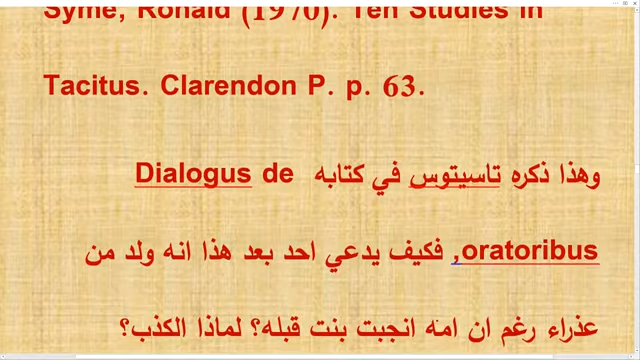 Syme, Ronald (1970). Ten Studies in
Tacitus. Clarendon P. p. 63.
وهذا ذكره تاسيتوس في كتابه Dialogus de
oratoribus, فكيف يدعي احد بعد هذا انه ولد من
عذراء رغم ان امه انجبت بنت قبله؟ لماذا الكذب؟